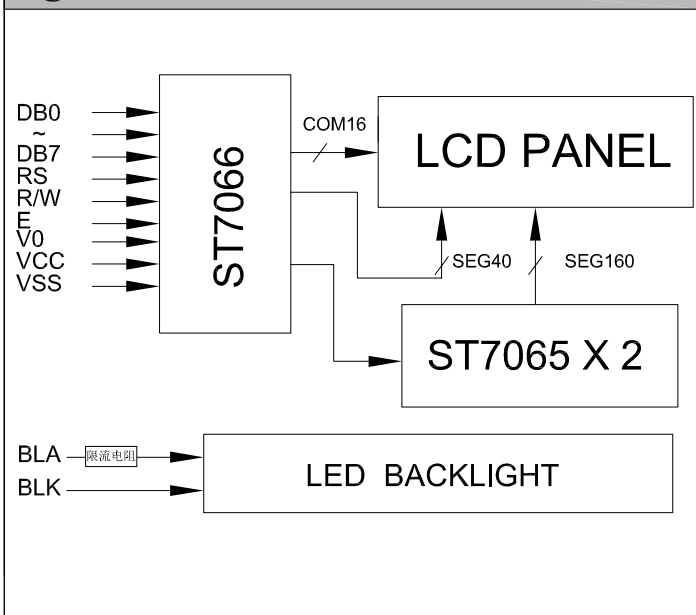 DB0
~
DB7
RS
R/W
E
V0
VCC
VSS
ST7066
COM16
LCD PANEL
SEG40
SEG160
ST7065 X 2
BLA
限流电阻
BLK
LED BACKLIGHT